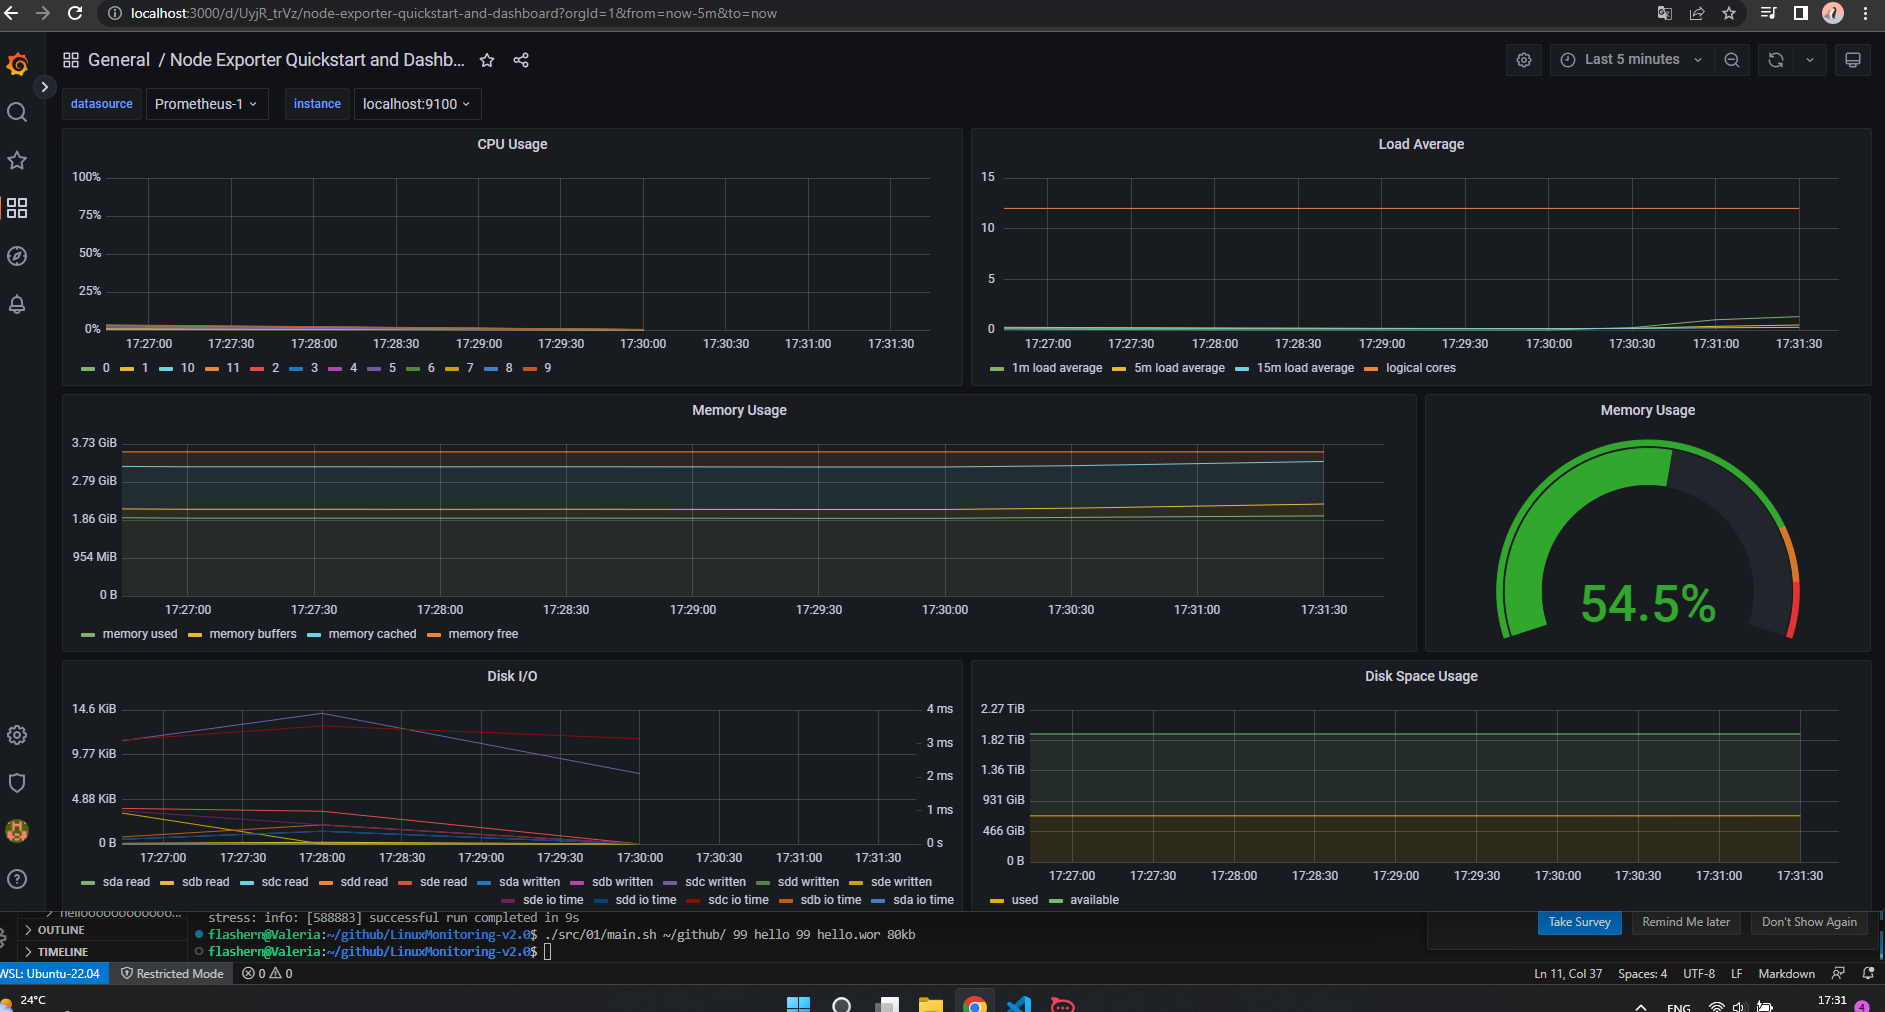 localhost:3000/d/UyjR_trVz/node-exporter-quickstart-and-dashboard?orgId=1&from=now-5m&to=now
General / Node Exporter Quickstart and Dashb...
Last 5 minutes
datasource Prometheus-1 instance localhost:9100
CPU Usage
100%
75%
50%
25%
0%
17:27:00 17:27:30 17:28:00 17:28:30 17:29:00 17:29:30 17:30:00 17:30:30 17:31:00 17:31:30
0 1 10 11 2 3 4 5 6 7 8 9
Load Average
15
10
5
0
17:27:00 17:27:30 17:28:00 17:28:30 17:29:00 17:29:30 17:30:00 17:30:30 17:31:00 17:31:30
1m load average 5m load average 15m load average logical cores
Memory Usage
3.73 GiB
2.79 GiB
1.86 GiB
954 MiB
0 B
17:27:00 17:27:30 17:28:00 17:28:30 17:29:00 17:29:30 17:30:00 17:30:30 17:31:00 17:31:30
memory used memory buffers memory cached memory free
Memory Usage
54.5%
Disk I/O
14.6 KiB
9.77 KiB
4.88 KiB
0 B
4 ms
3 ms
2 ms
1 ms
0 s
17:27:00 17:27:30 17:28:00 17:28:30 17:29:00 17:29:30 17:30:00 17:30:30 17:31:00 17:31:30
sda read sdb read sdc read sdd read sde read sda written sdb written sdc written sdd written sde written
sde io time sdd io time sdc io time sdb io time sda io time
Disk Space Usage
2.27 TiB
1.82 TiB
1.36 TiB
931 GiB
466 GiB
0 B
17:27:00 17:27:30 17:28:00 17:28:30 17:29:00 17:29:30 17:30:00 17:30:30 17:31:00 17:31:30
used available
stress: info: [588883] successful run completed in 9s
OUTLINE
flashern@Valeria:~/github/LinuxMonitoring-v2.0$ ./src/01/main.sh ~/github/ 99 hello 99 hello.wor 80kb
TIMELINE
flashern@Valeria:~/github/LinuxMonitoring-v2.0$
Take Survey Remind Me later Don't Show Again
WSL: Ubuntu-22.04 Restricted Mode 0 0
Ln 11, Col 37 Spaces: 4 UTF-8 LF Markdown
24°C
ENG
17:31
4